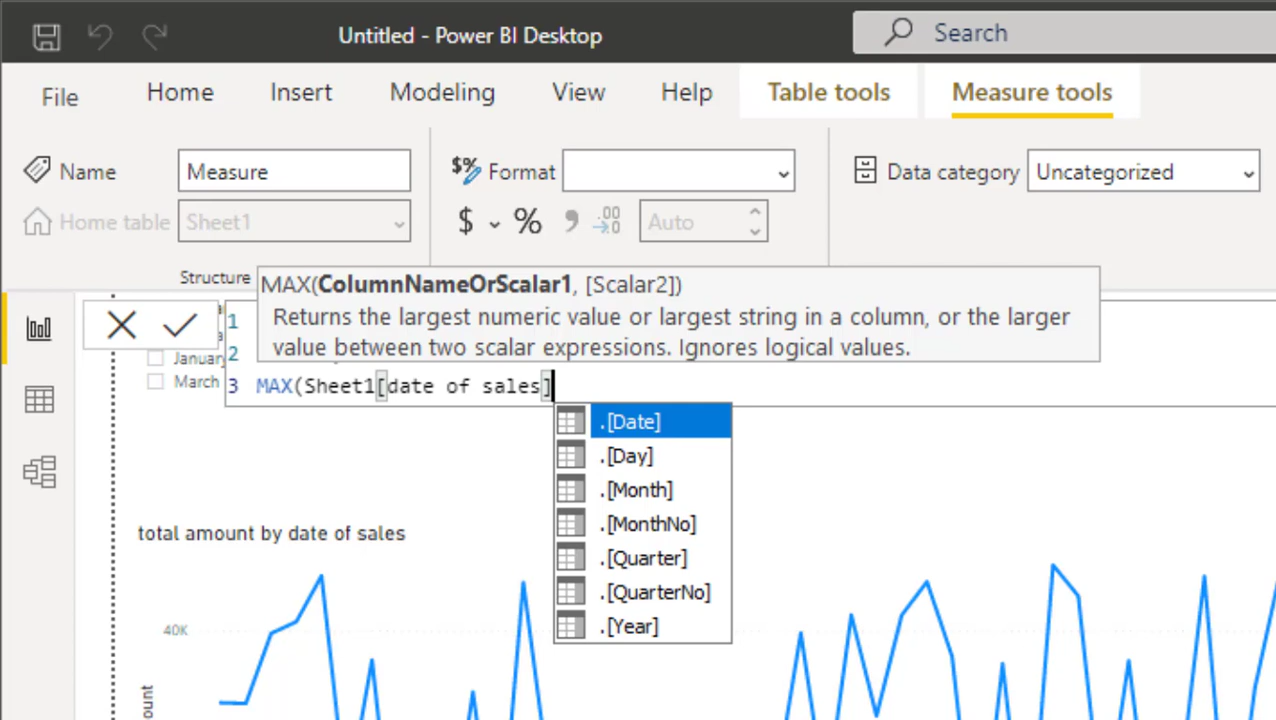 Untitled - Power BI Desktop
Search
File
Home
Insert
Modeling
View
Help
Table tools
Measure tools
Name
Measure
$%
Format
Data category
Uncategorized
Home table
Sheet1
$
%
,
.00
→.0
Auto
Structure
MAX(ColumnNameOrScalar1, [Scalar2])
Returns the largest numeric value or largest string in a column, or the larger
value between two scalar expressions. Ignores logical values.
1
2
January
3 MAX(Sheet1[date of sales]
March
.[Date]
.[Day]
.[Month]
.[MonthNo]
.[Quarter]
.[QuarterNo]
.[Year]
total amount by date of sales
40K